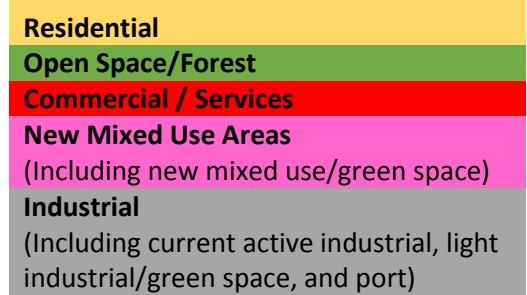 Residential
Open Space/Forest
Commercial / Services
New Mixed Use Areas
(Including new mixed use/green space)
Industrial
(Including current active industrial, light
industrial/green space, and port)